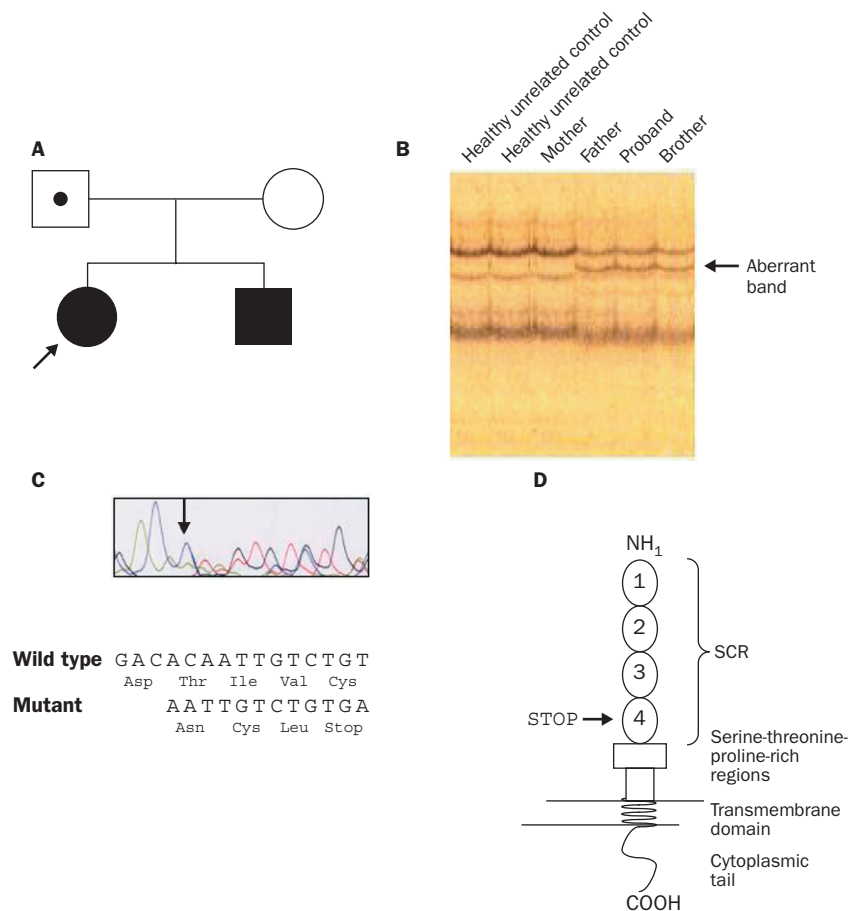 A
B
Healthy unrelated control
Healthy unrelated control
Mother
Father
Proband
Brother
Aberrant
band
C
Wild type GACACAATTGTCTGT
Asp Thr Ile Val Cys
Mutant AATTGTCTGTGA
Asn Cys Leu Stop
D
NH1
1
2
3
4
SCR
STOP
Serine-threonine-
proline-rich
regions
Transmembrane
domain
Cytoplasmic
tail
COOH